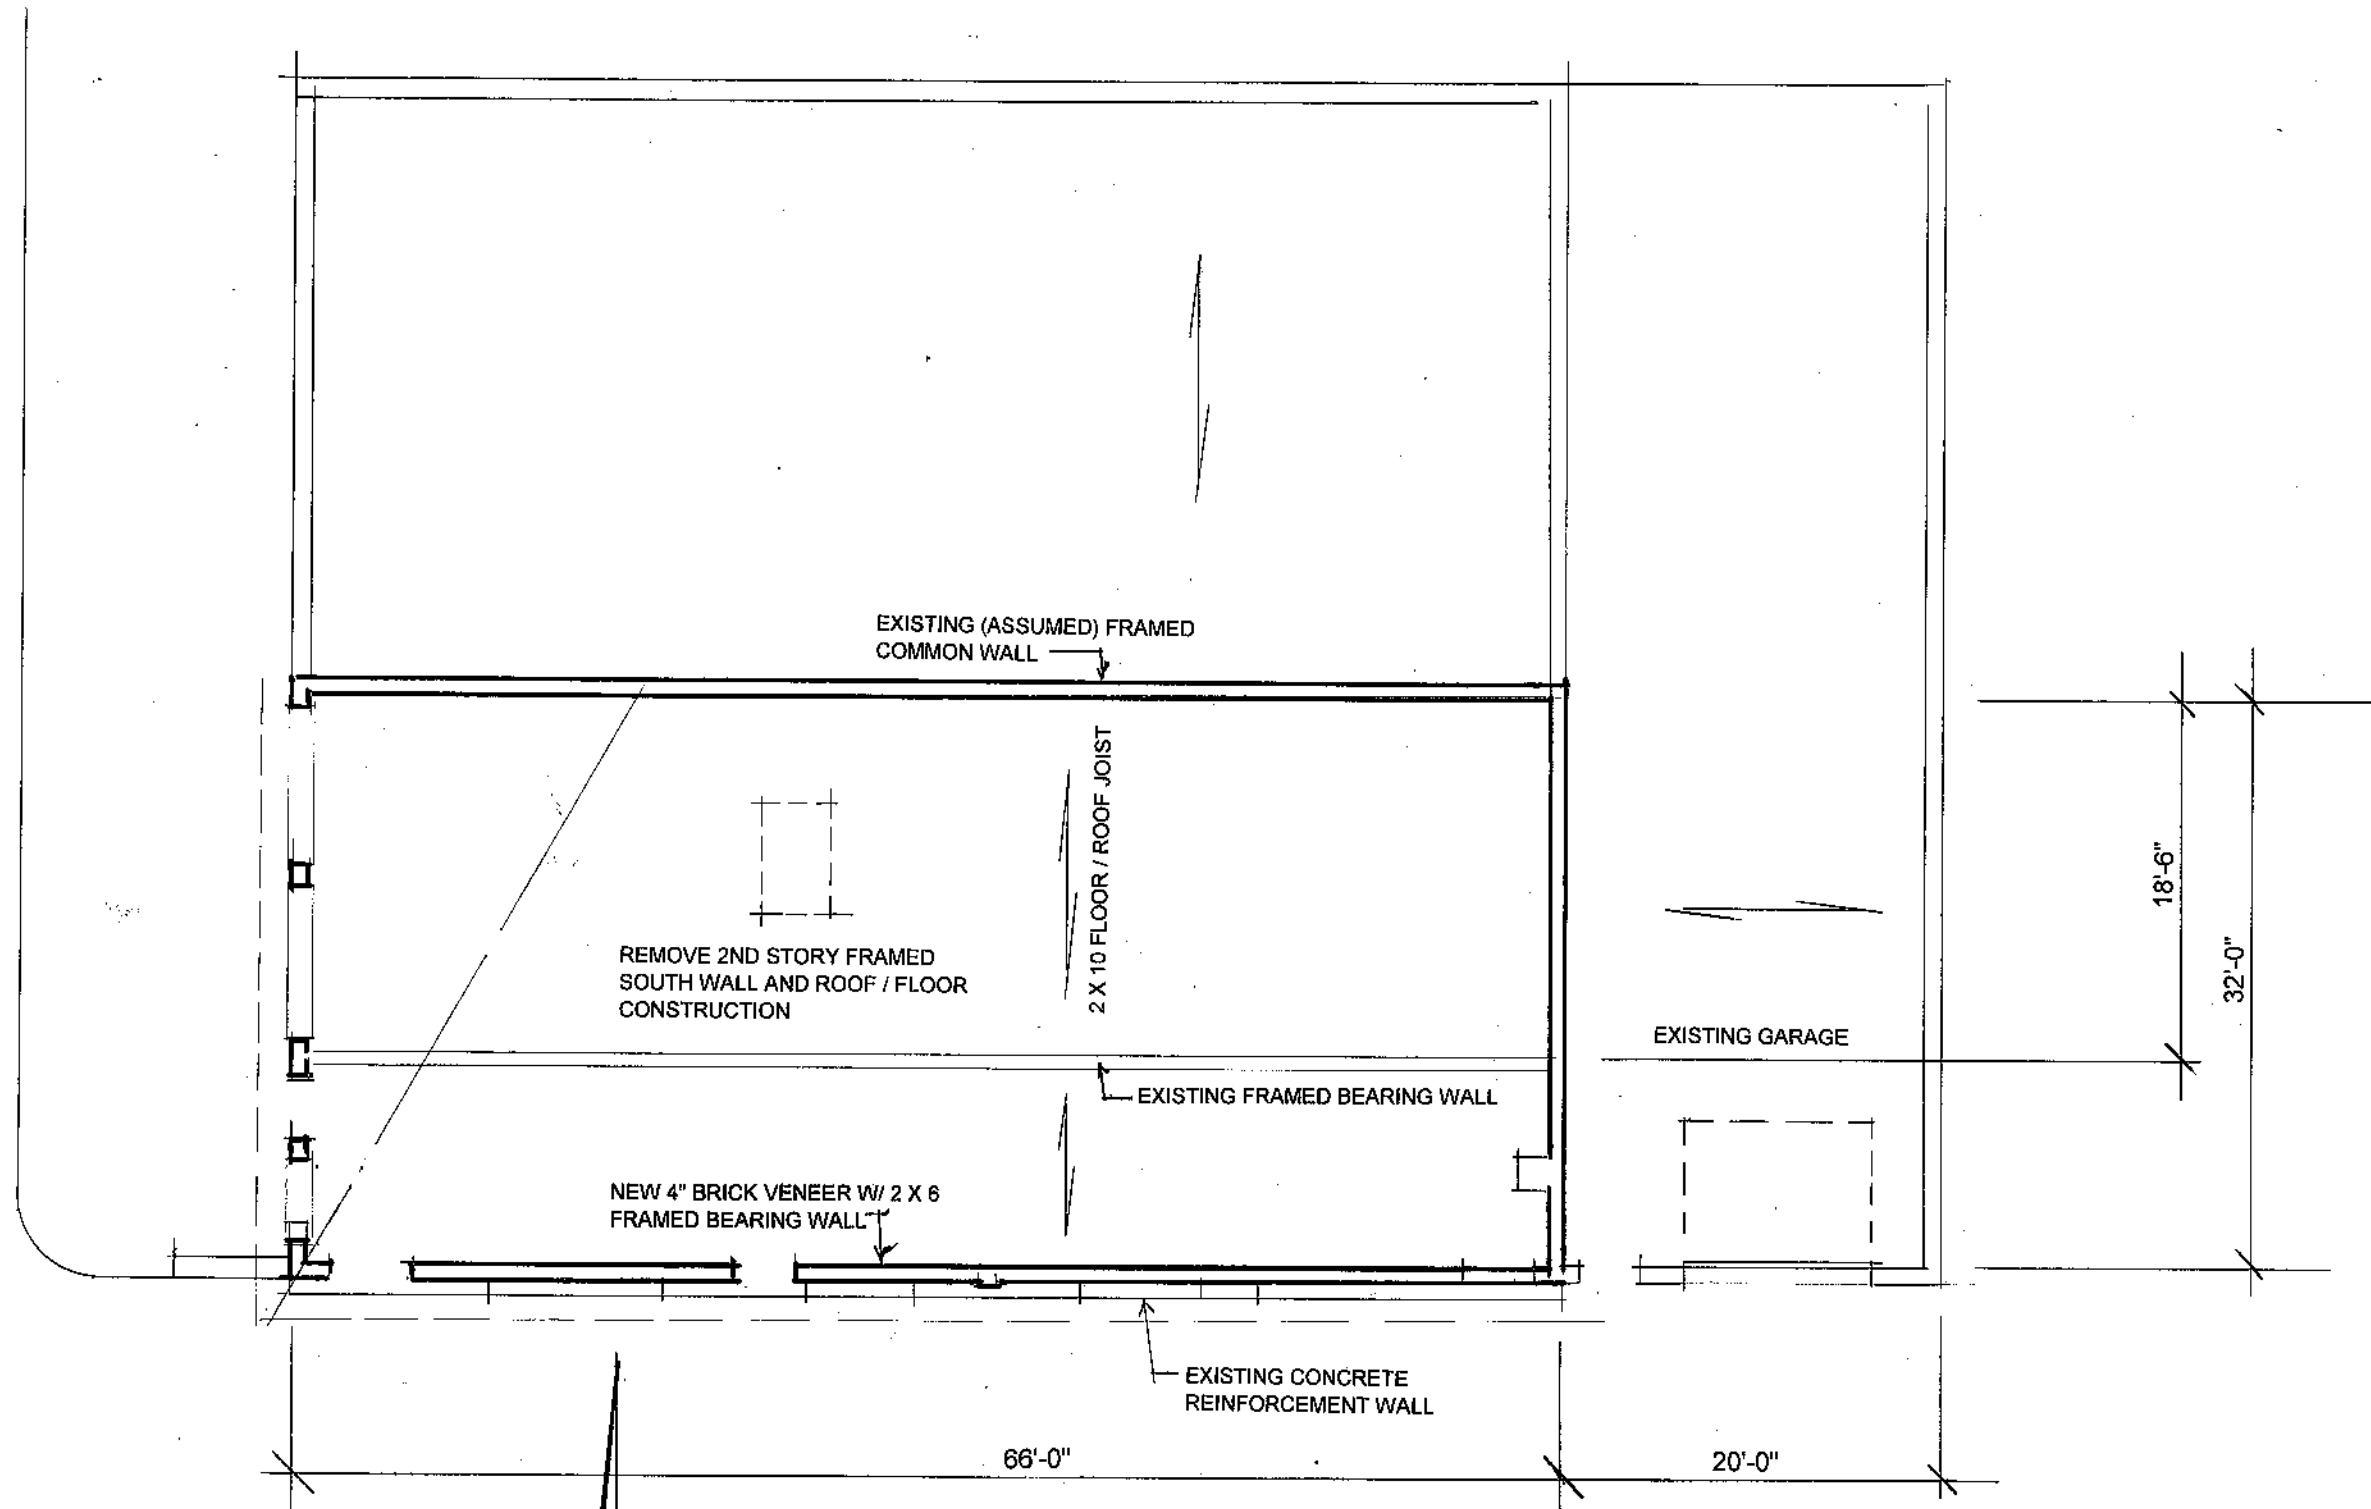 EXISTING (ASSUMED) FRAMED
COMMON WALL
2 X 10 FLOOR / ROOF JOIST
18'-6"
32'-0"
REMOVE 2ND STORY FRAMED
SOUTH WALL AND ROOF / FLOOR
CONSTRUCTION
EXISTING GARAGE
EXISTING FRAMED BEARING WALL
NEW 4" BRICK VENEER W/ 2 X 6
FRAMED BEARING WALL
EXISTING CONCRETE
REINFORCEMENT WALL
66'-0"
20'-0"